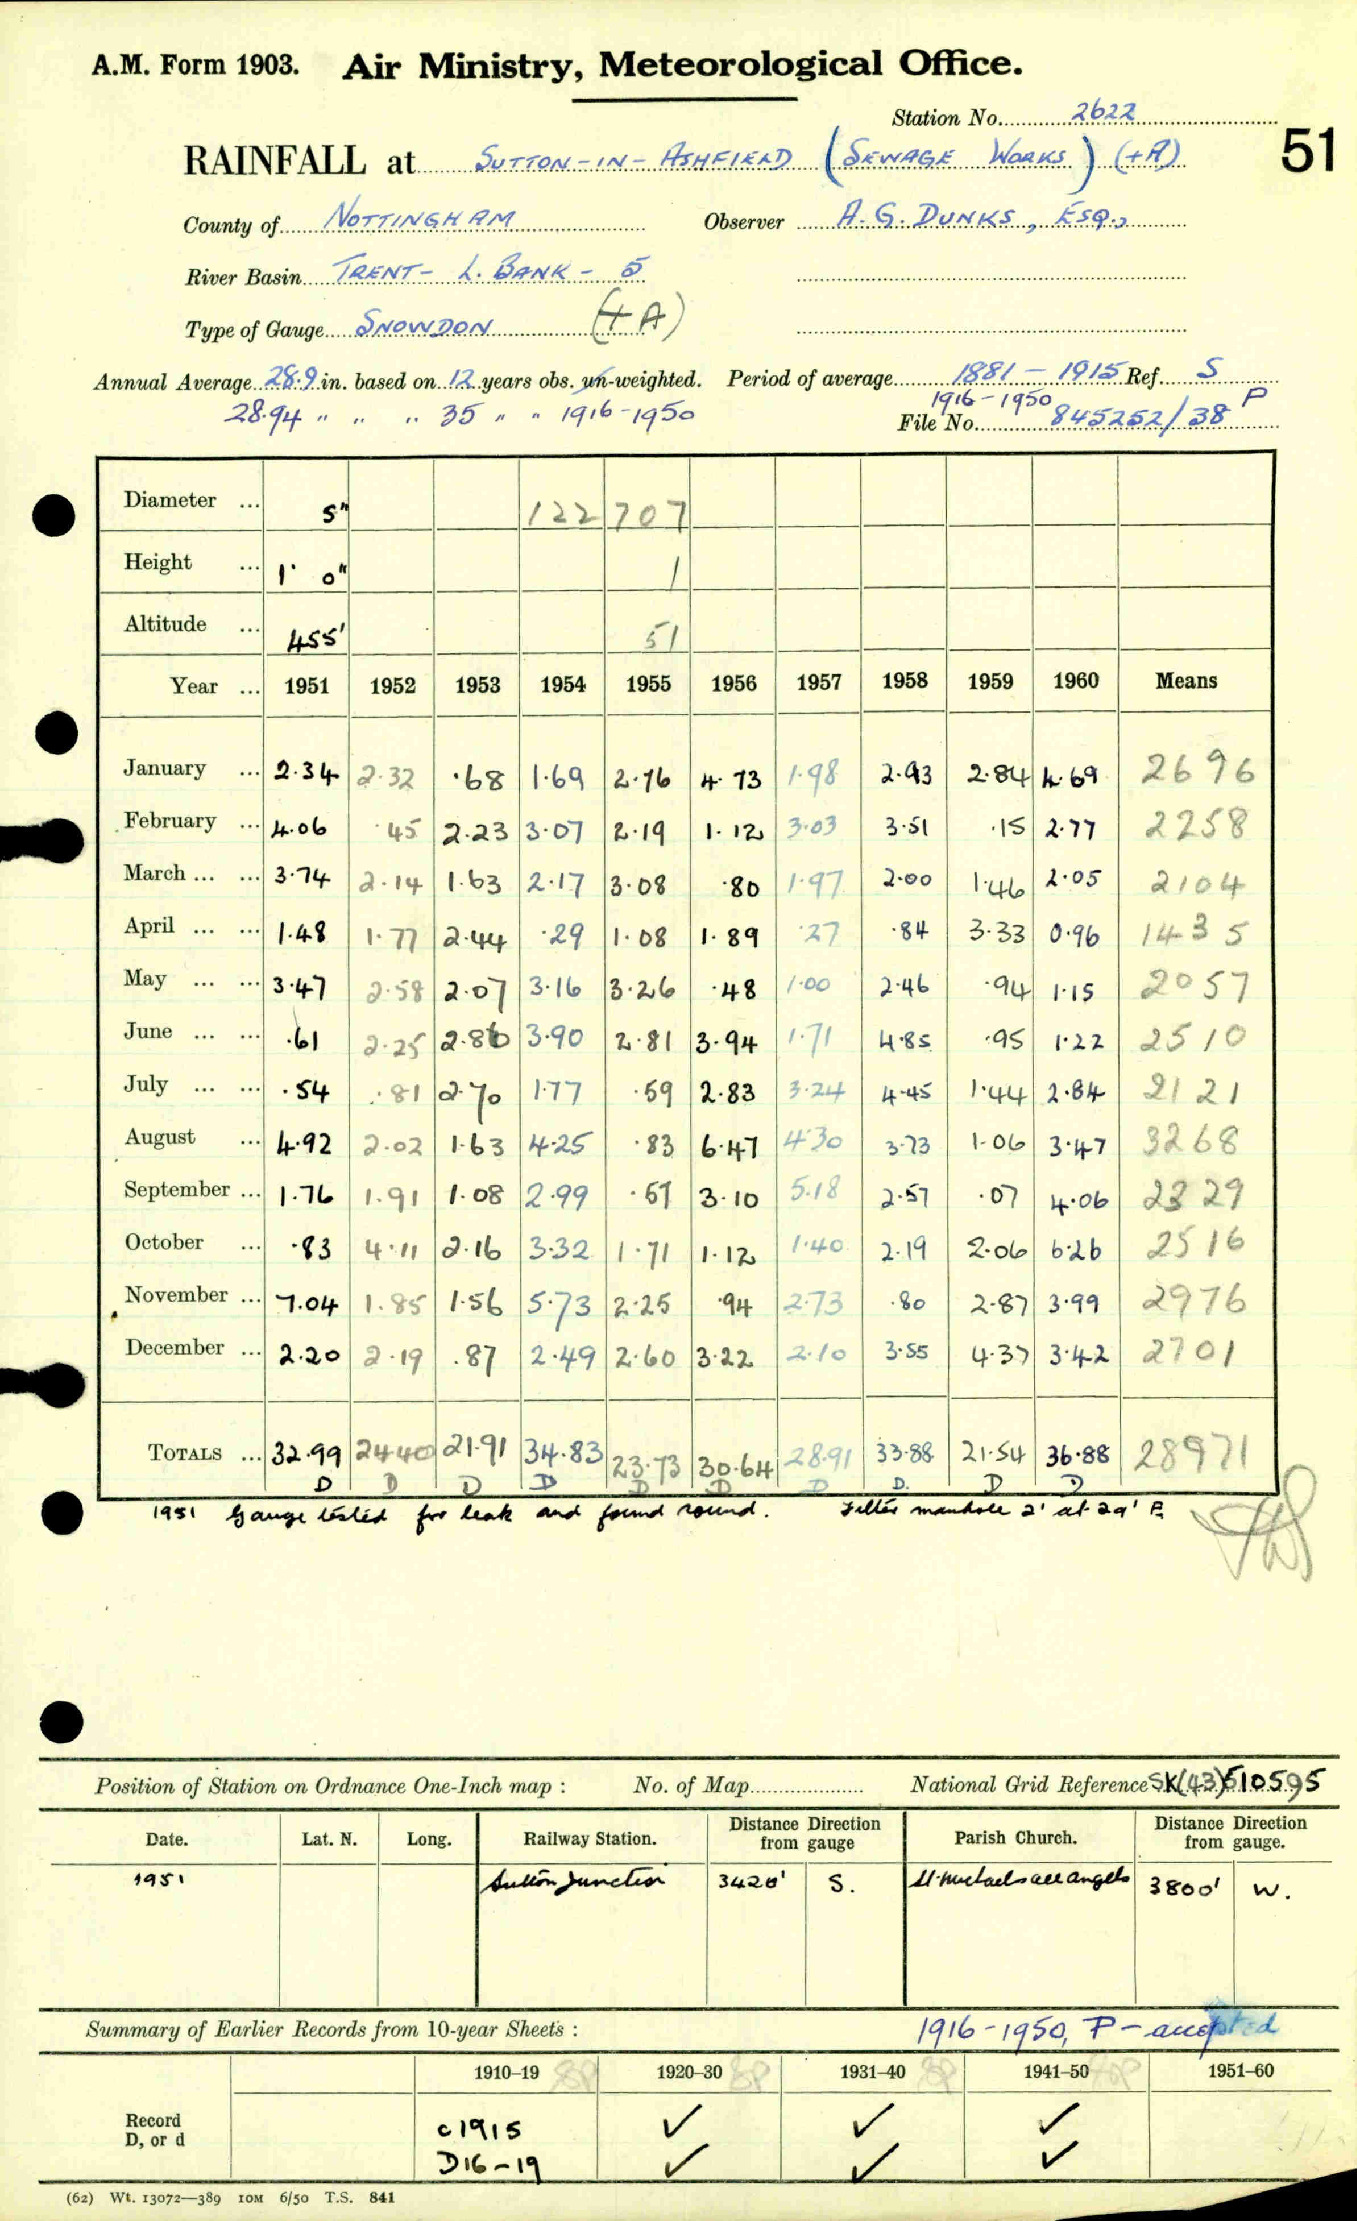 A.M. Form 1903. Air Ministry, Meteorological Office.
Station No. 2622
51
RAINFALL at SUTTON-IN-ASHFIELD (SEWAGE WORKS) (+A)
County of NOTTINGHAM Observer A.G. DUNKS, ESQ.,
River Basin TRENT- L. BANK - 5
Type of Gauge SNOWDON (+A)
Annual Average 28.9 in. based on 12 years obs. un-weighted. Period of average 1881 - 1915 Ref. S
28.94 " " " 35 " " 1916-1950 1916-1950 P
File No. 845252/38
Diameter ... 5" 122 707
Height ... 1' 0" 1
Altitude ... 455' 51
Year ... 1951 1952 1953 1954 1955 1956 1957 1958 1959 1960 Means
January ... 2.34 2.32 .68 1.69 2.76 4.73 1.98 2.93 2.84 4.69 2696
February ... 4.06 .45 2.23 3.07 2.19 1.12 3.03 3.51 .15 2.77 2258
March ... ... 3.74 2.14 1.63 2.17 3.08 .80 1.97 2.00 1.46 2.05 2104
April ... ... 1.48 1.77 2.44 .29 1.08 1.89 .27 .84 3.33 0.96 1435
May ... ... 3.47 2.58 2.07 3.16 3.26 .48 1.00 2.46 .94 1.15 2057
June ... ... .61 2.25 2.86 3.90 2.81 3.94 1.71 4.85 .95 1.22 2510
July ... ... .54 .81 2.70 1.77 .59 2.83 3.24 4.45 1.44 2.84 2121
August ... 4.92 2.02 1.63 4.25 .83 6.47 4.30 3.73 1.06 3.47 3268
September ... 1.76 1.91 1.08 2.99 .57 3.10 5.18 2.57 .07 4.06 2329
October ... .83 4.11 2.16 3.32 1.71 1.12 1.40 2.19 2.06 6.26 2516
November ... 7.04 1.85 1.56 5.73 2.25 .94 2.73 .80 2.87 3.99 2976
December ... 2.20 2.19 .87 2.49 2.60 3.22 2.10 3.55 4.37 3.42 2701
TOTALS ... 32.99 24.40 21.91 34.83 23.73 30.64 28.91 33.88 21.54 36.88 28971
D D D D D D D D. D D
1951 Gauge tested for leak and found sound. Filter manhole 2' at 29' E.
Position of Station on Ordnance One-Inch map : No. of Map National Grid Reference SK(43)510595
Date. Lat. N. Long. Railway Station. Distance Direction from gauge Parish Church. Distance Direction from gauge.
1951 Sutton Junction 3420' S. St. Michaels all angels 3800' W.
Summary of Earlier Records from 10-year Sheets : 1916-1950, P-accepted
1910–19 1920–30 1931–40 1941–50 1951–60
Record
D, or d
c1915 ✓ ✓ ✓
D16-19 ✓ ✓ ✓
(62) Wt. 13072—389 10M 6/50 T.S. 841